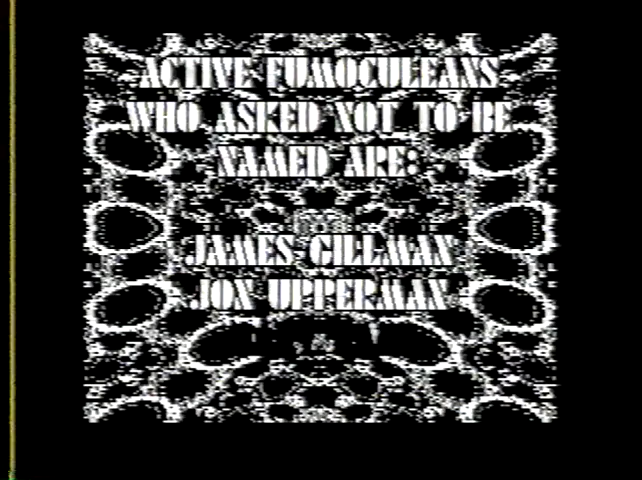 ACTIVE FUMOCULEANS
WHO ASKED NOT TO BE
NAMED ARE:
JAMES GILLMAN
JON UPPERMAN